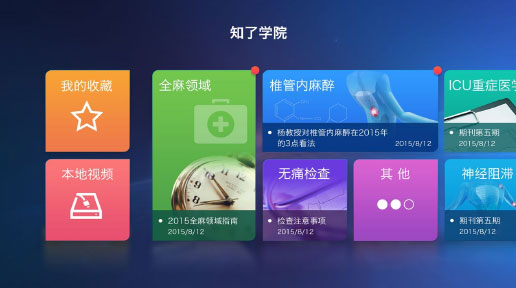 知了学院
我的收藏
本地视频
全麻领域
2015全麻领域指南
2015/8/12
椎管内麻醉
杨教授对椎管内麻醉在2015年
的3点看法
2015/8/12
无痛检查
检查注意事项
2015/8/12
其 他
ICU重症医学
期刊第五期
2015/8/12
神经阻滞
期刊第五期
2015/8/12